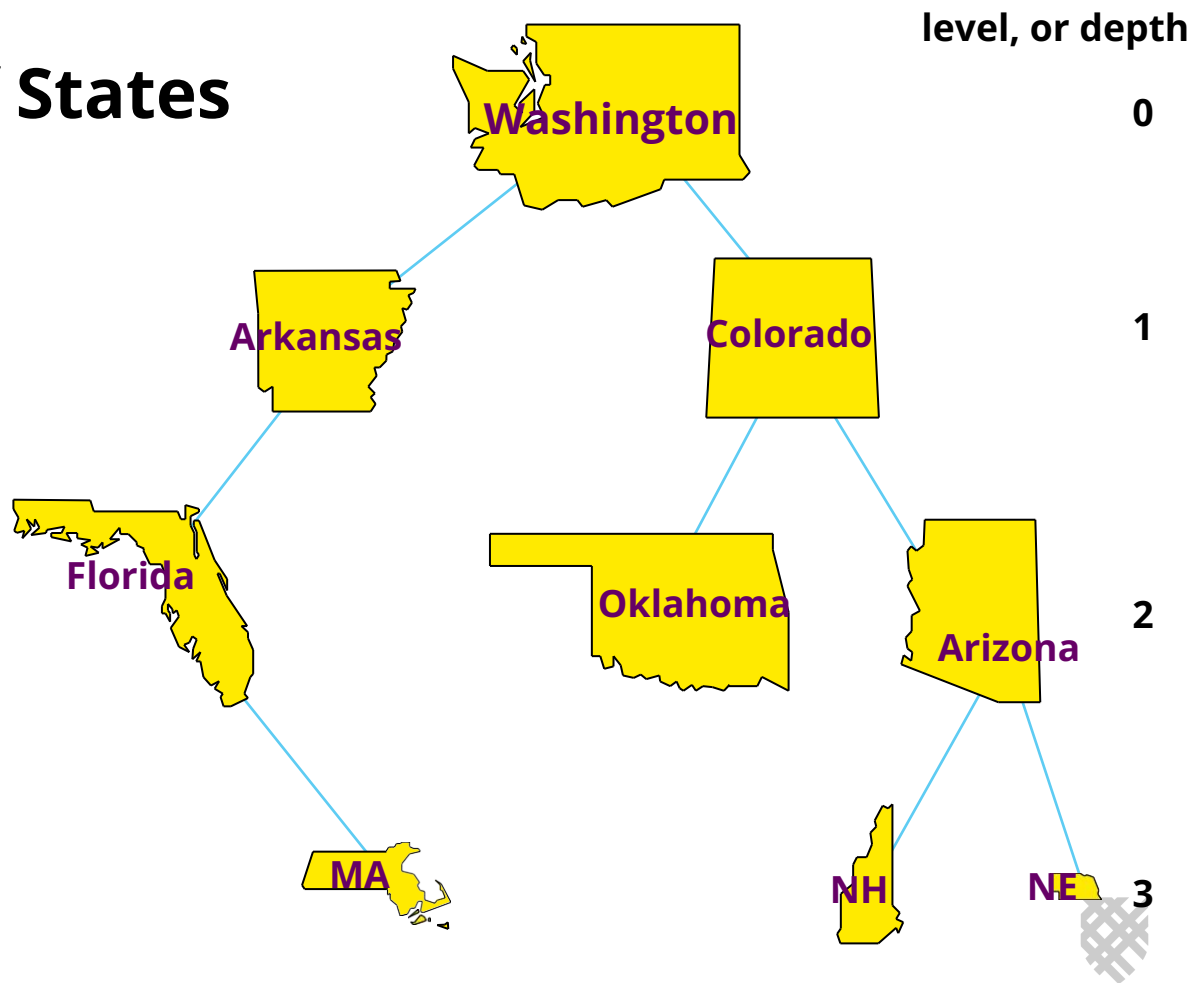 level, or depth
States
Washington
0
Arkansas
Colorado
1
Florida
Oklahoma
Arizona
2
MA
NH
NE
3